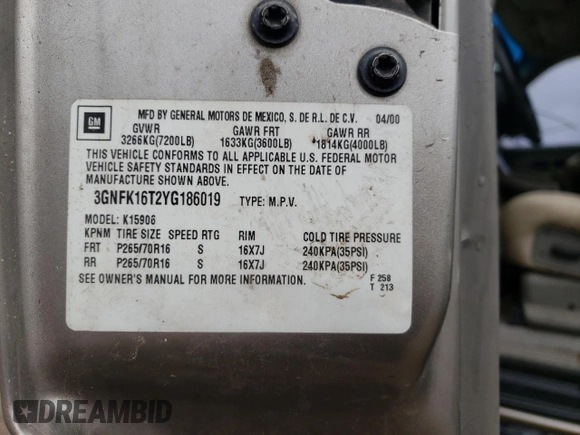 GM
MFD BY GENERAL MOTORS DE MEXICO, S. DE R.L. DE C.V. 04/00
GVWR GAWR FRT GAWR RR
3266KG(7200LB) 1633KG(3600LB) 1814KG(4000LB)
THIS VEHICLE CONFORMS TO ALL APPLICABLE U.S. FEDERAL MOTOR
VEHICLE SAFETY STANDARDS IN EFFECT ON THE DATE OF
MANUFACTURE SHOWN ABOVE.
3GNFK16T2YG186019 TYPE: M.P.V.
MODEL: K15906
KPNM TIRE SIZE SPEED RTG RIM COLD TIRE PRESSURE
FRT P265/70R16 S 16X7J 240KPA(35PSI)
RR P265/70R16 S 16X7J 240KPA(35PSI)
SEE OWNER'S MANUAL FOR MORE INFORMATION.
F 258
T 213
DREAMBID